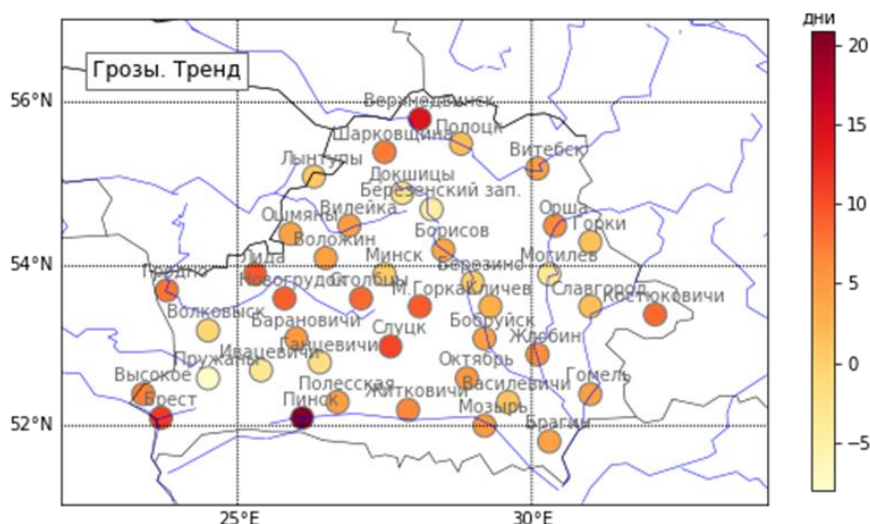 дни
Грозы. Тренд
20
56°N
Верхнедвинск
Полоцк
Шарковщина
15
Витебск
Лынтупы
Докшицы
Березенский зап.
Вилейка
Ошмяны
Орша
Горки
10
Борисов
Воложин
54°N
Лида
Минск
Могилев
Гродно
Березино
Новогрудок
Столбцы
М.Горка
Кличев
Славгород
Костюковичи
5
Волковыск
Барановичи
Слуцк
Бобруйск
Жлобин
Ганцевичи
Ивацевичи
Пружаны
0
Высокое
Октябрь
Гомель
Полесская
Василевичи
Житковичи
Брест
Пинск
Мозырь
52°N
Брагин
−5
25°E
30°E